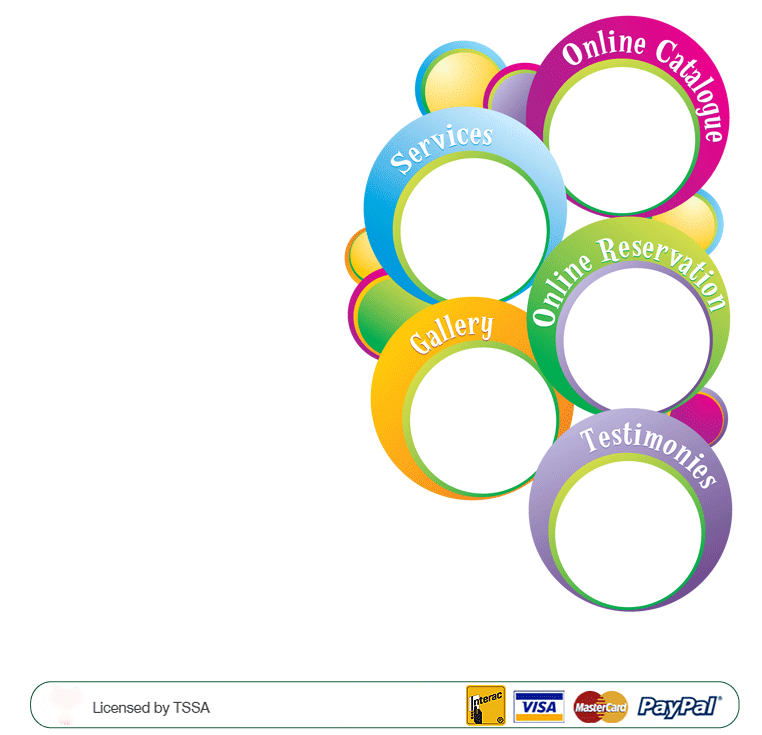 Online Catalogue
Services
Online Reservation
Gallery
Testimonies
Licensed by TSSA
Interac
VISA
MasterCard
PayPal